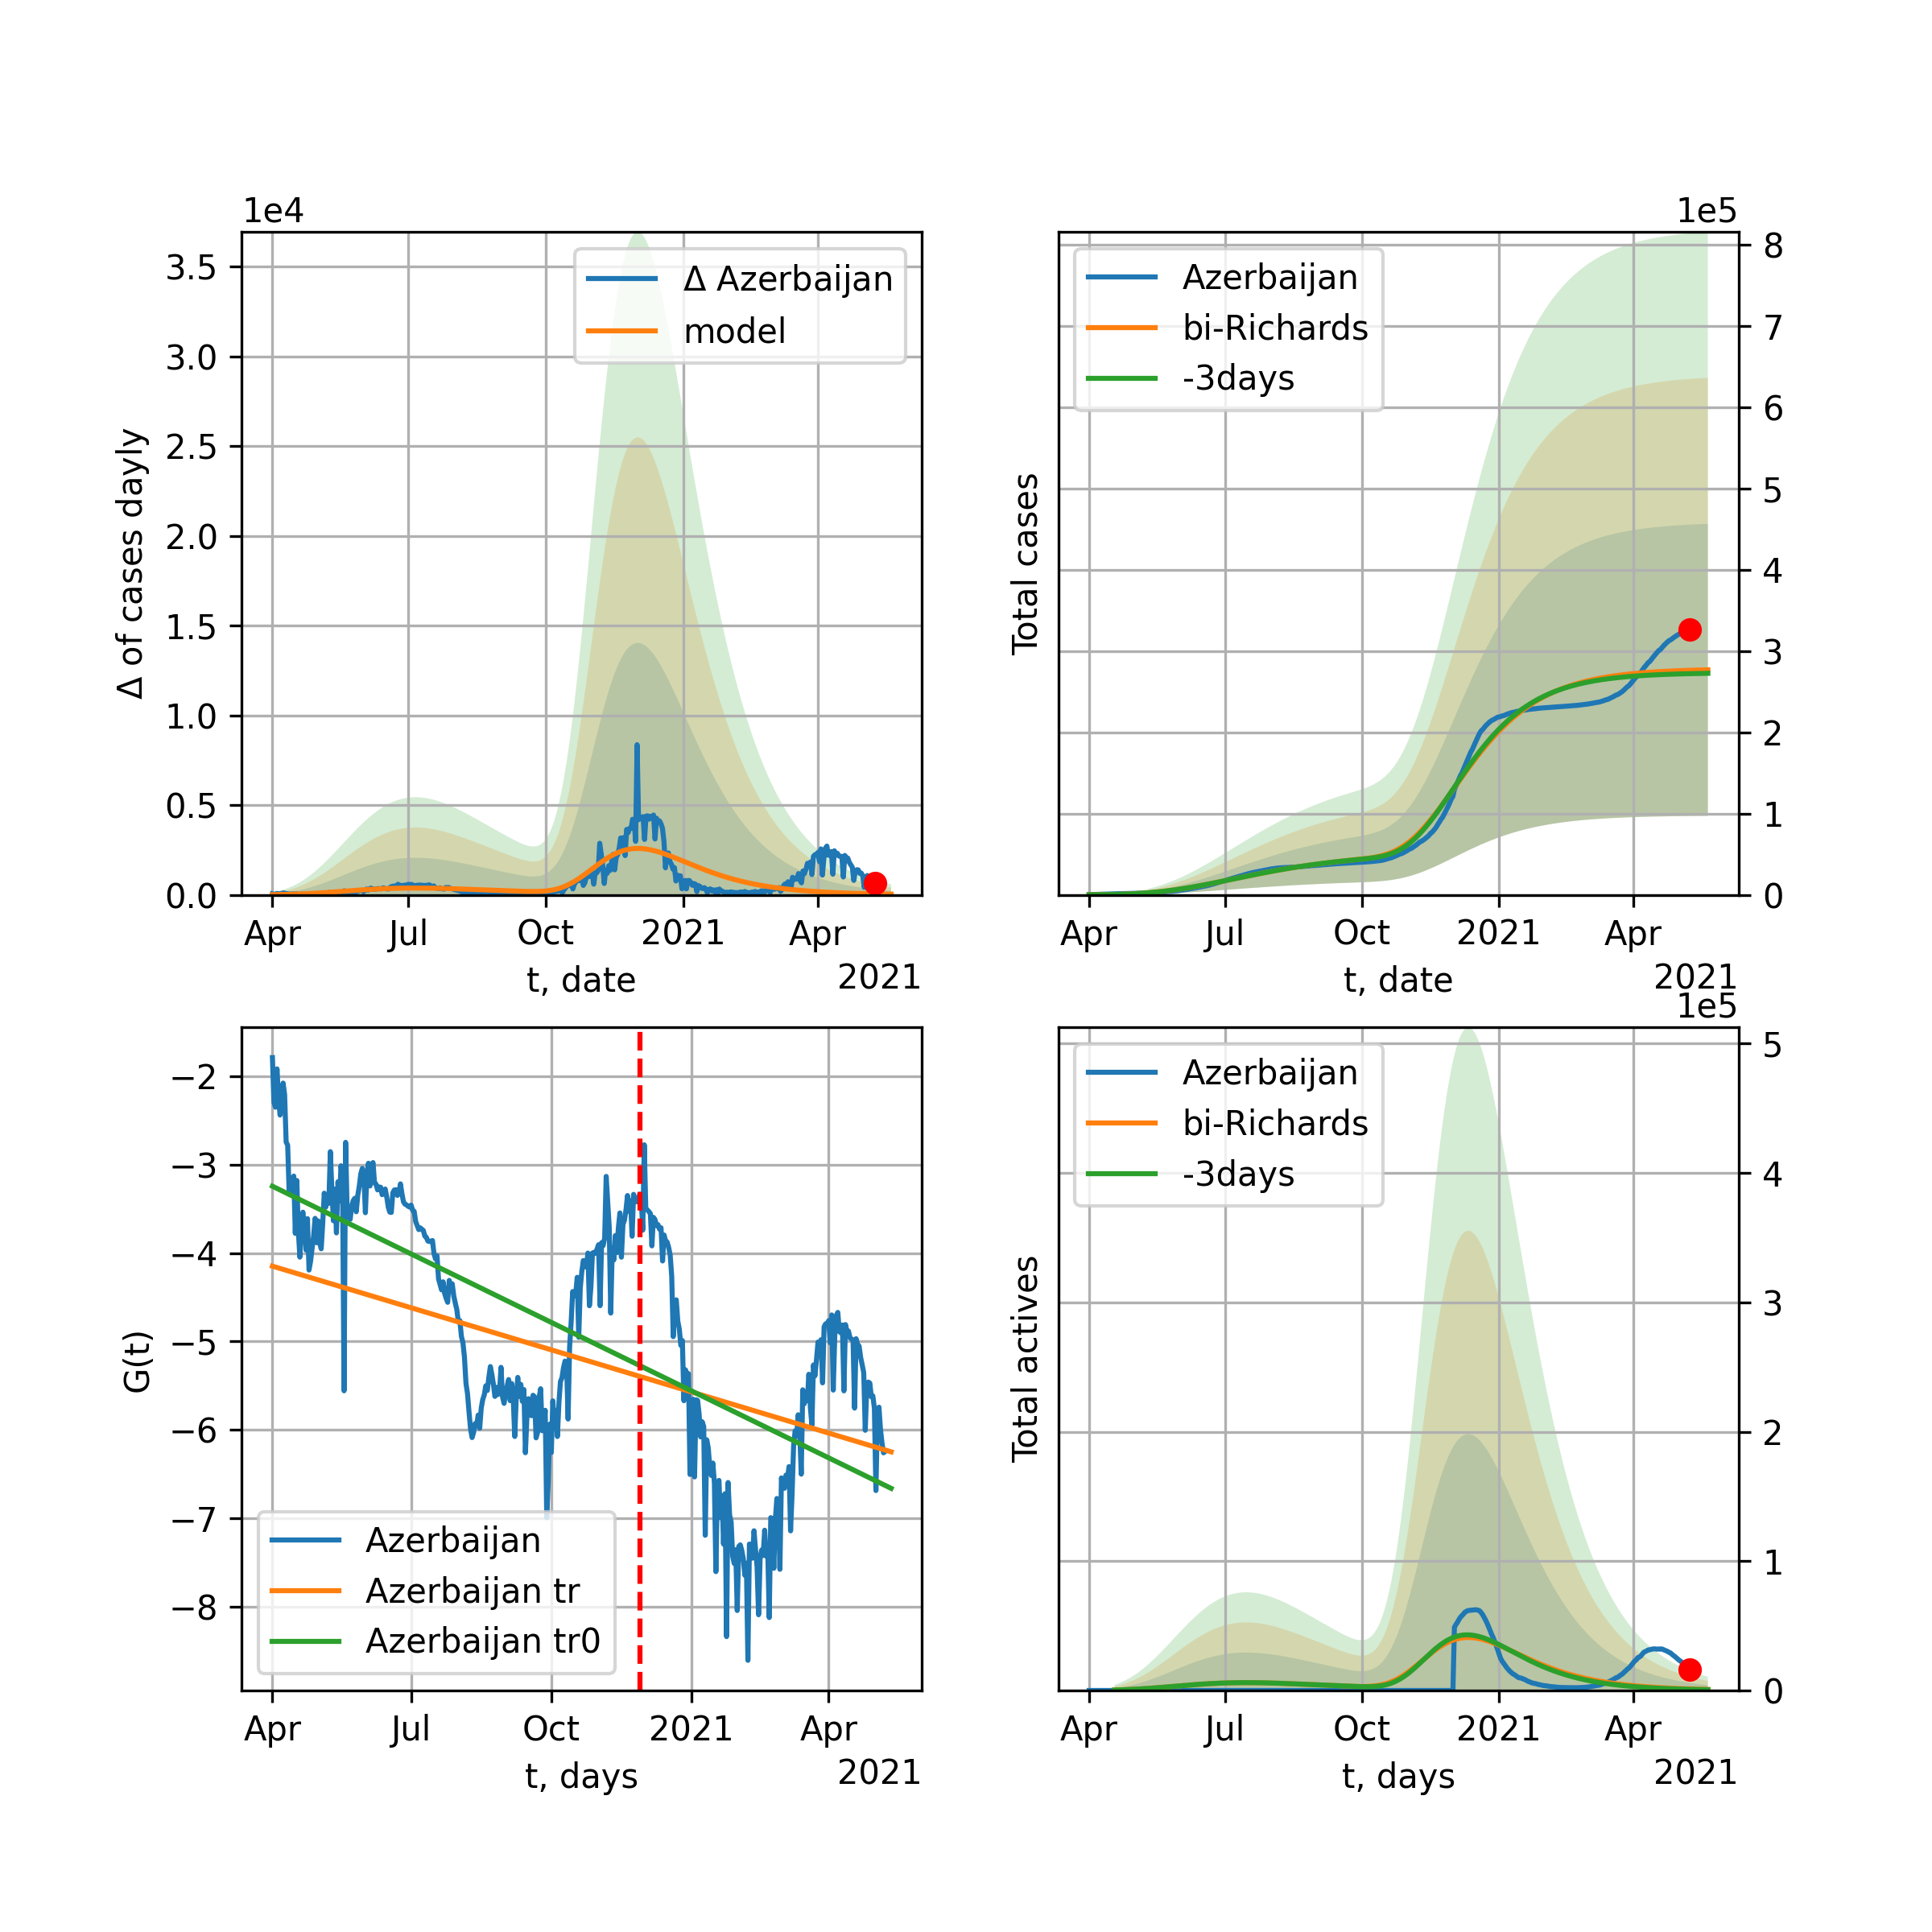 1e4
3.5
3.0
2.5
2.0
1.5
1.0
0.5
0.0
Δ of cases dayly
Δ Azerbaijan
model
Apr Jul Oct 2021 Apr
t, date
2021
1e5
8
7
6
5
4
3
2
1
0
Total cases
Azerbaijan
bi-Richards
-3days
Apr Jul Oct 2021 Apr
t, date
2021
−2
−3
−4
−5
−6
−7
−8
G(t)
Azerbaijan
Azerbaijan tr
Azerbaijan tr0
Apr Jul Oct 2021 Apr
t, days
2021
1e5
5
4
3
2
1
0
Total actives
Azerbaijan
bi-Richards
-3days
Apr Jul Oct 2021 Apr
t, days
2021